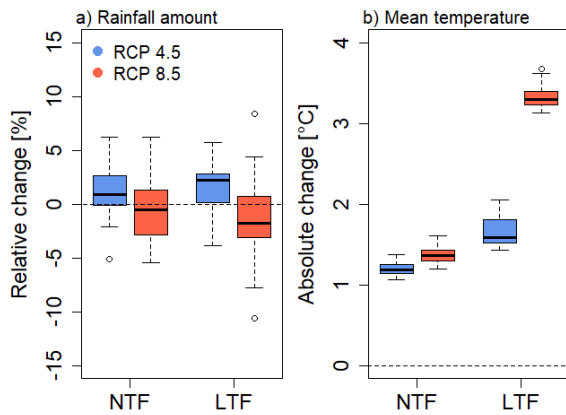 a) Rainfall amount
RCP 4.5
RCP 8.5
Relative change [%]
15
10
5
0
-5
-10
-15
NTF
LTF
b) Mean temperature
Absolute change [°C]
4
3
2
1
0
NTF
LTF